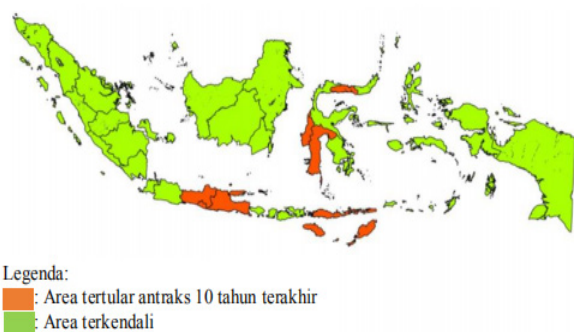 Legenda:
: Area tertular antraks 10 tahun terakhir
: Area terkendali